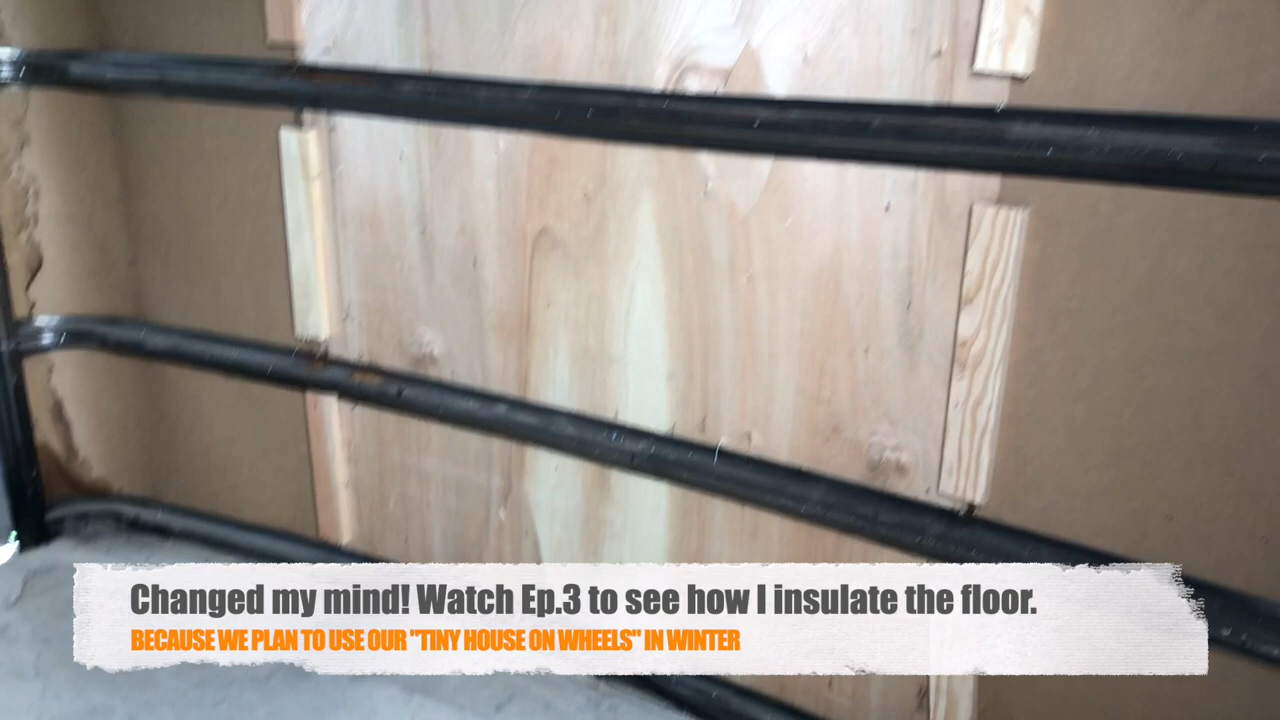 Changed my mind! Watch Ep.3 to see how I insulate the floor.
BECAUSE WE PLAN TO USE OUR "TINY HOUSE ON WHEELS" IN WINTER